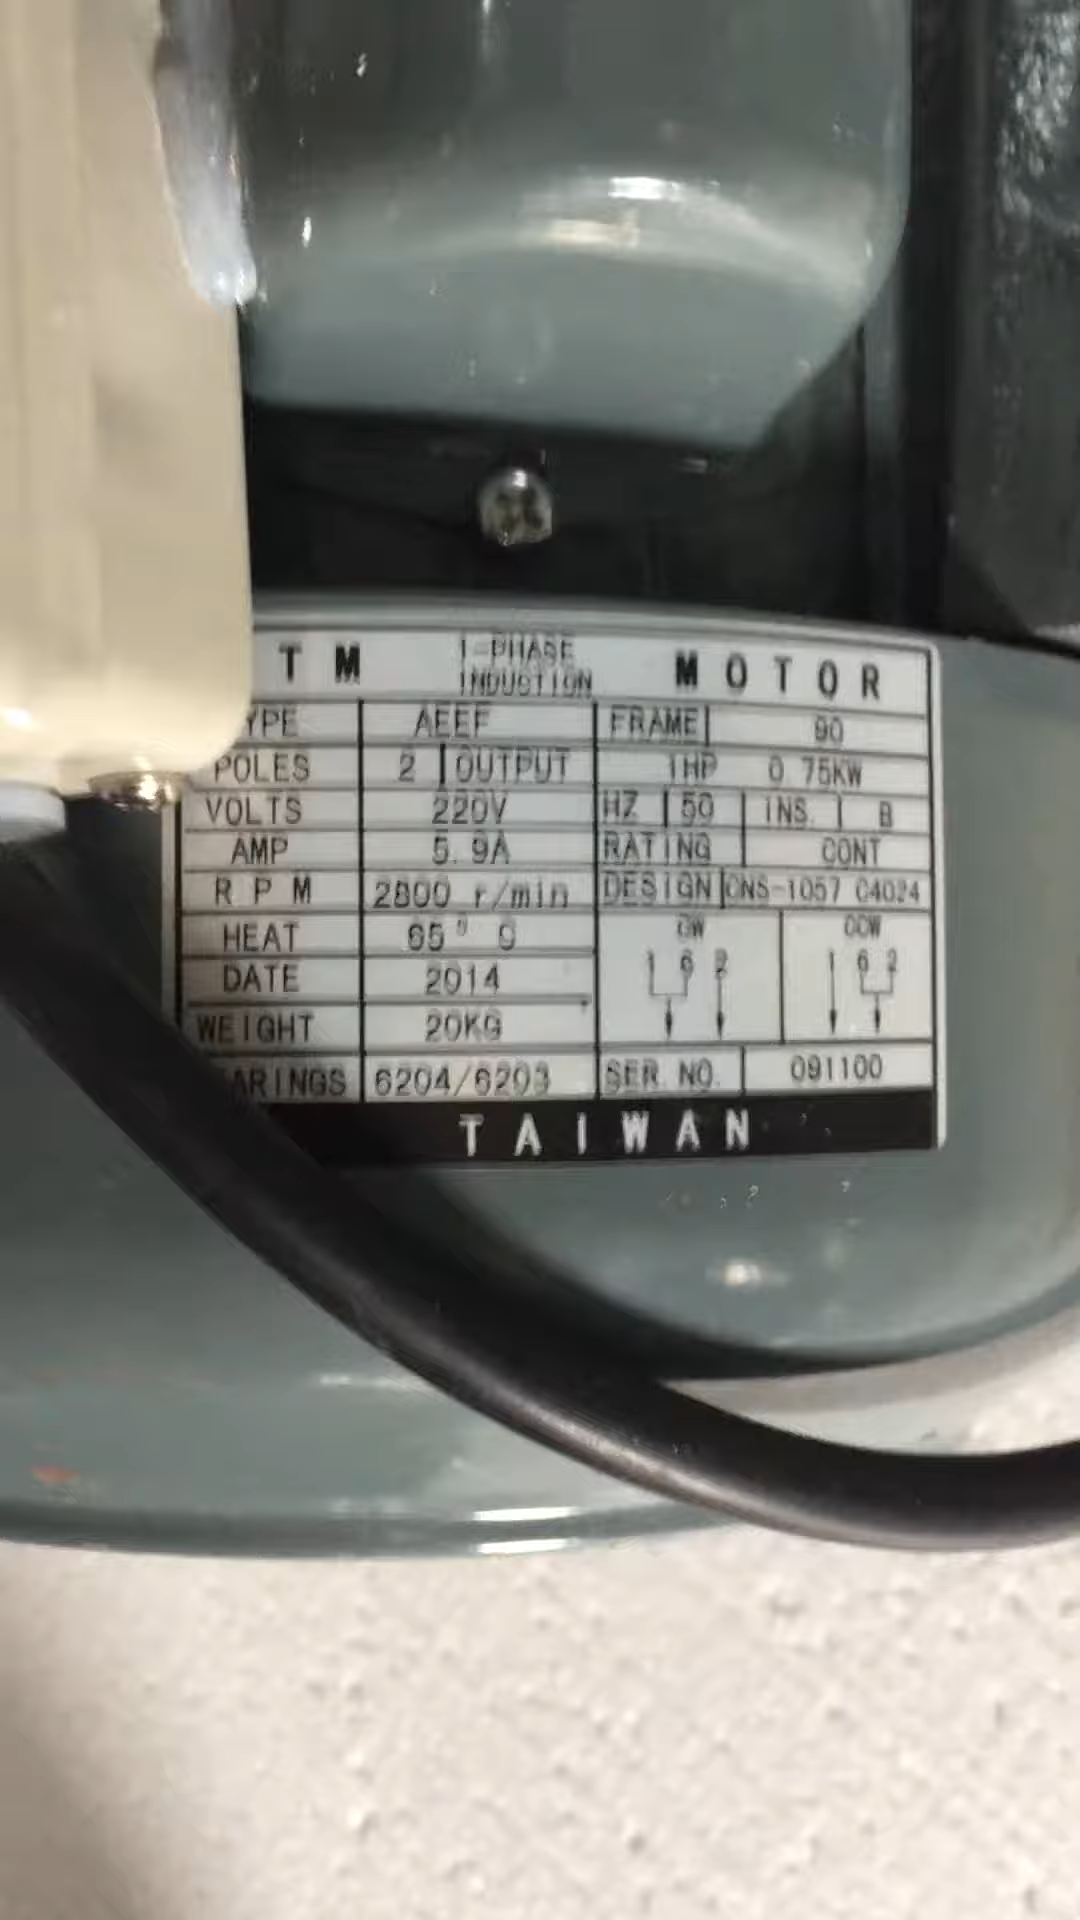 T M 1-PHASE INDUCTION MOTOR
YPE AEEF FRAME 90
POLES 2 OUTPUT 1HP 0.75KW
VOLTS 220V HZ 50 INS. B
AMP 5.9A RATING CONT
R P M 2800 r/min DESIGN CNS-1057 C4024
HEAT 65° C CW CCW
DATE 2014 1 6 2 1 6 2
WEIGHT 20KG
ARINGS 6204/6203 SER. NO. 091100
TAIWAN